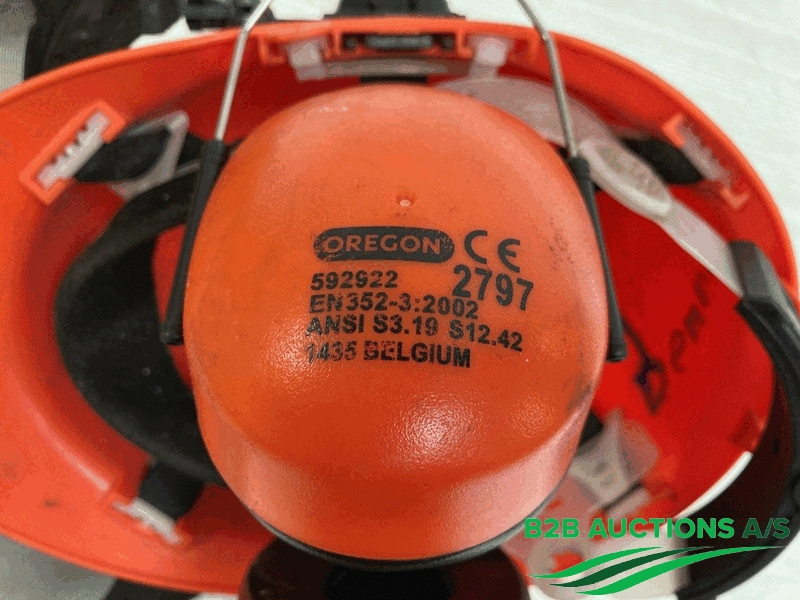 OREGON CE
592922 2797
EN352-3:2002
ANSI S3.19 S12.42
1435 BELGIUM
B2B AUCTIONS A/S